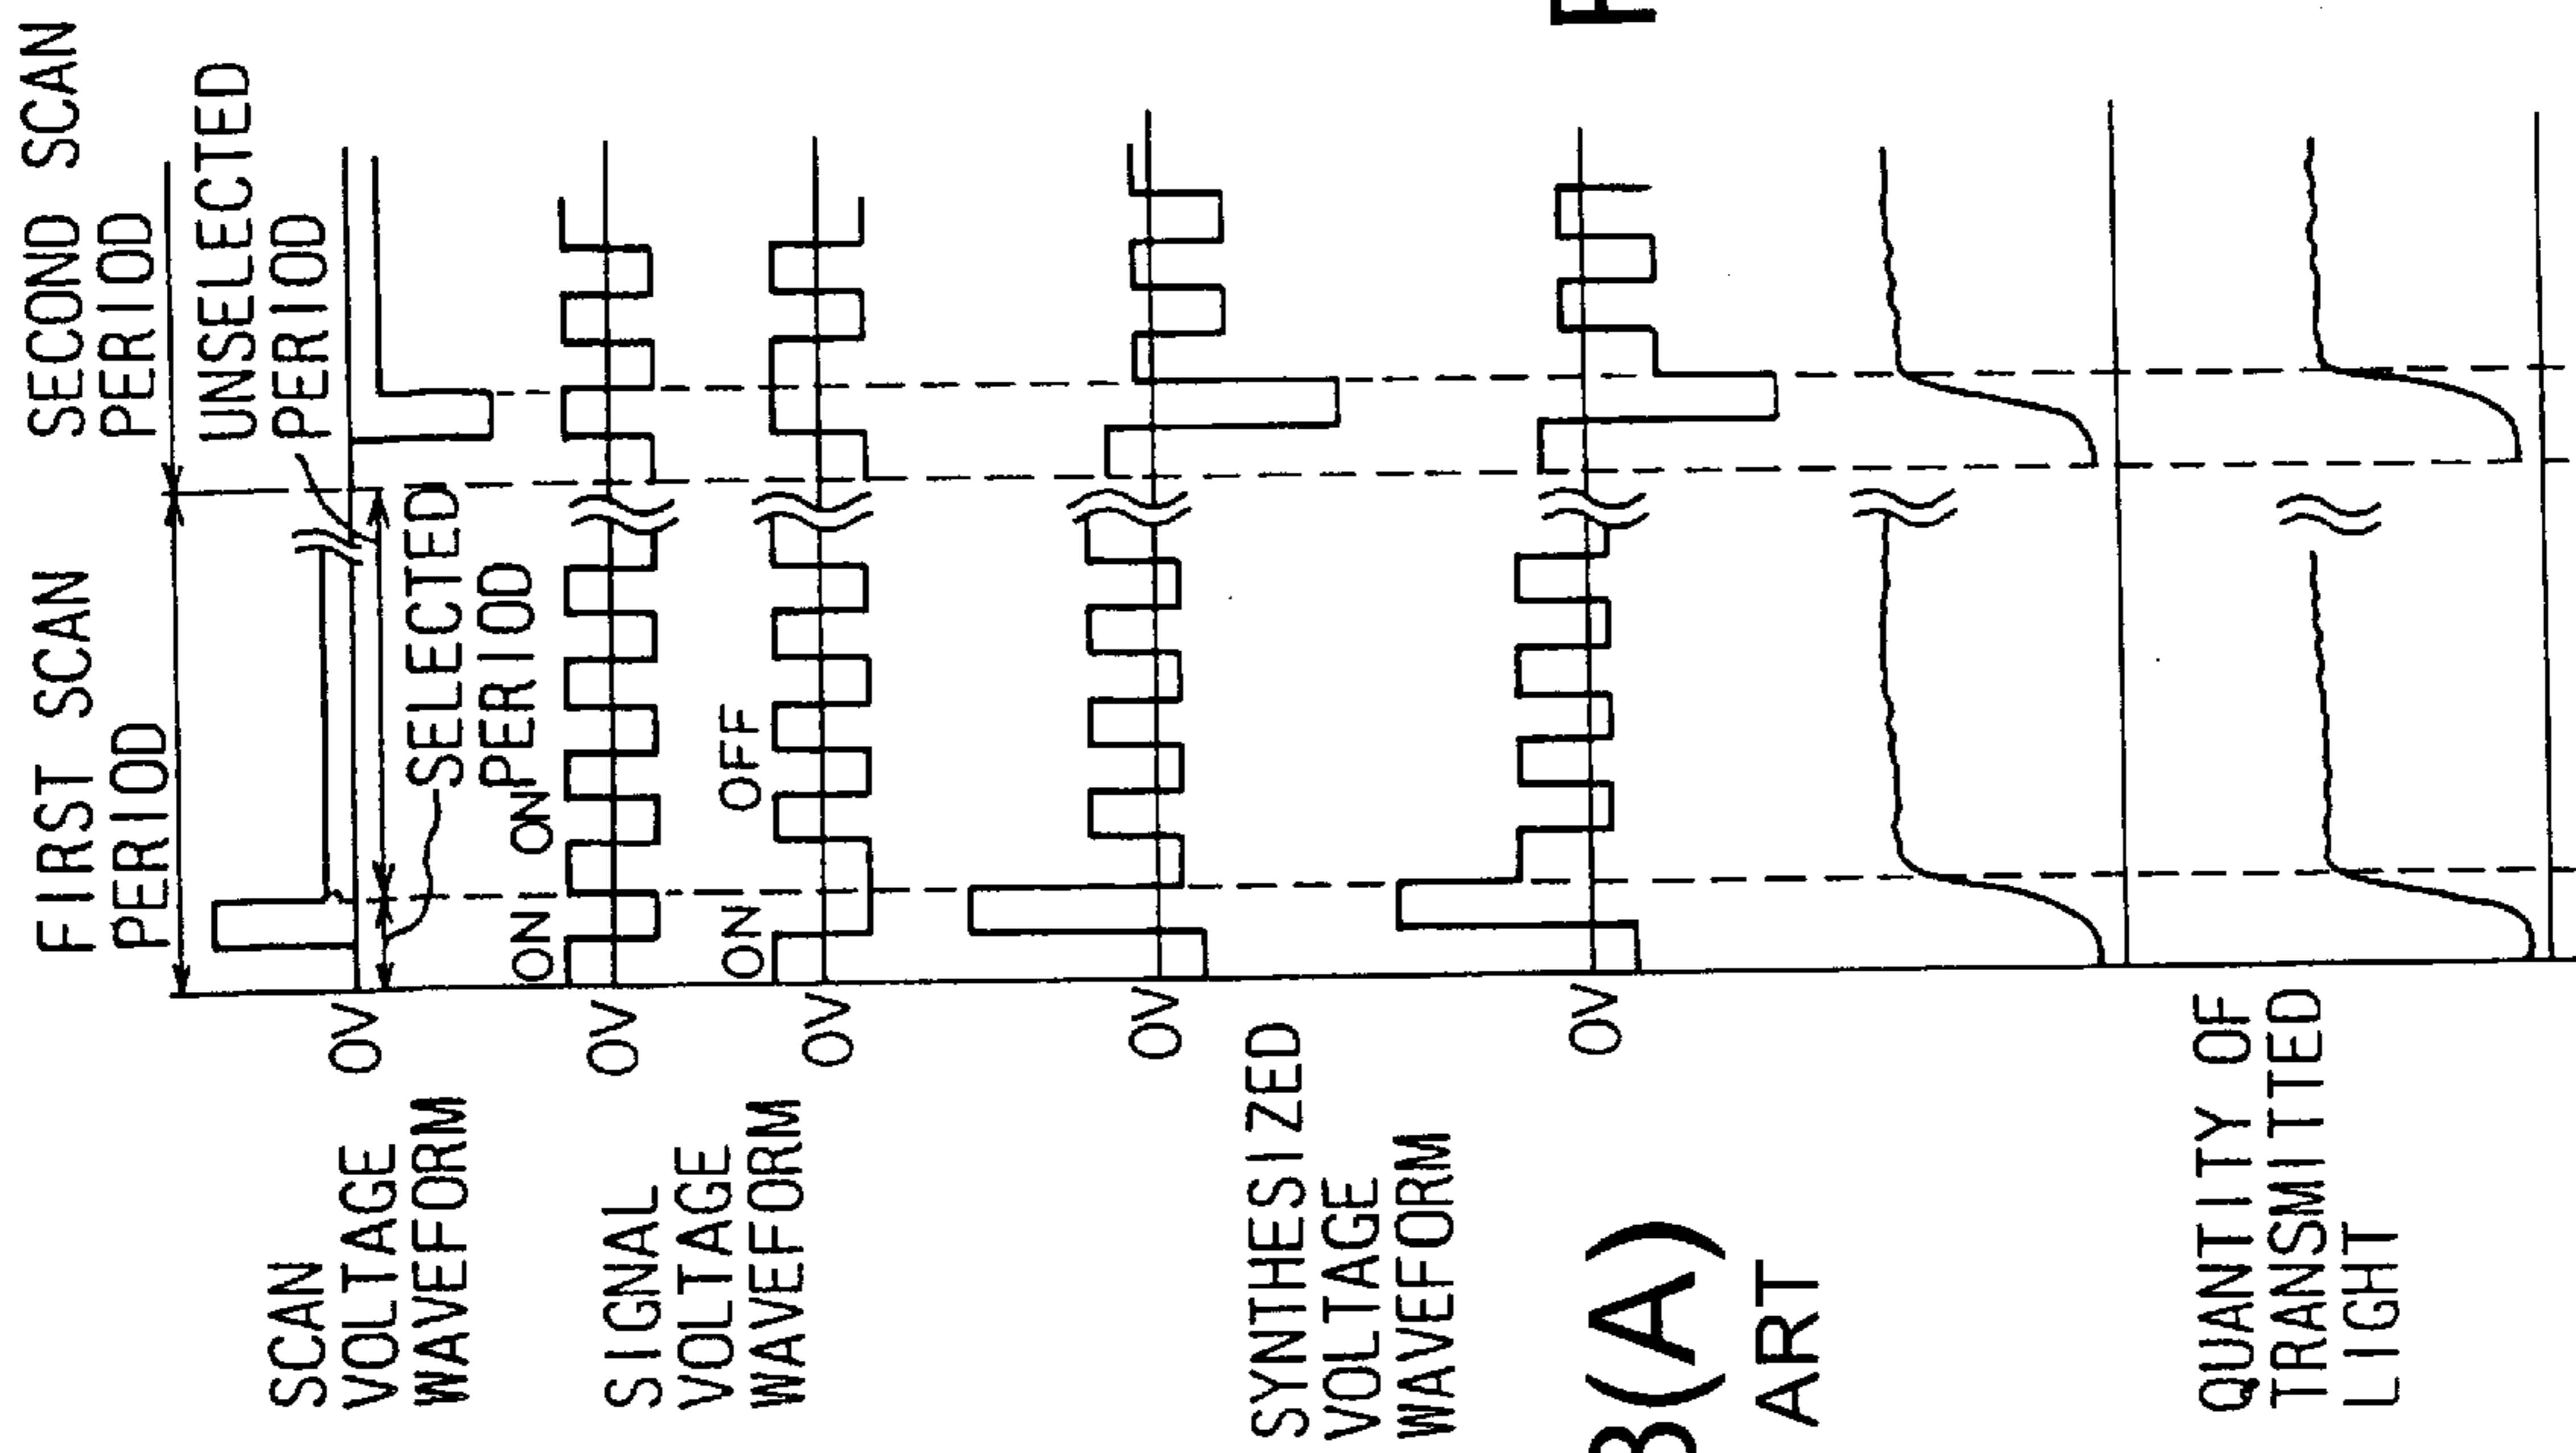 FIRST SCAN
PERIOD
SECOND SCAN
PERIOD
UNSELECTED
PERIOD
SCAN
VOLTAGE
WAVEFORM
0V
SELECTED
PERIOD
SIGNAL
VOLTAGE
WAVEFORM
ON
ON
0V
ON
OFF
0V
0V
SYNTHESIZED
VOLTAGE
WAVEFORM
0V
(A)
ART
QUANTITY OF
TRANSMITTED
LIGHT